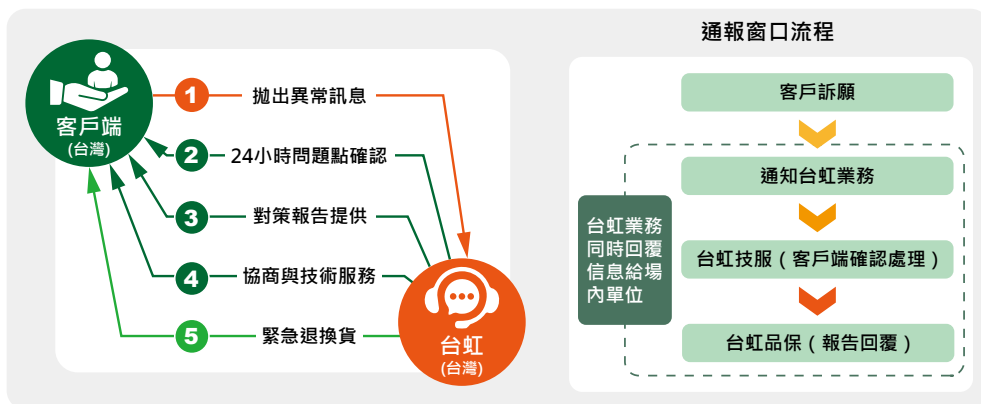 客戶端
(台灣)
1 拋出異常訊息
2 24小時問題點確認
3 對策報告提供
4 協商與技術服務
5 緊急退換貨
台虹
(台灣)
通報窗口流程
客戶訴願
通知台虹業務
台虹技服（客戶端確認處理）
台虹品保（報告回覆）
台虹業務
同時回覆
信息給場
內單位